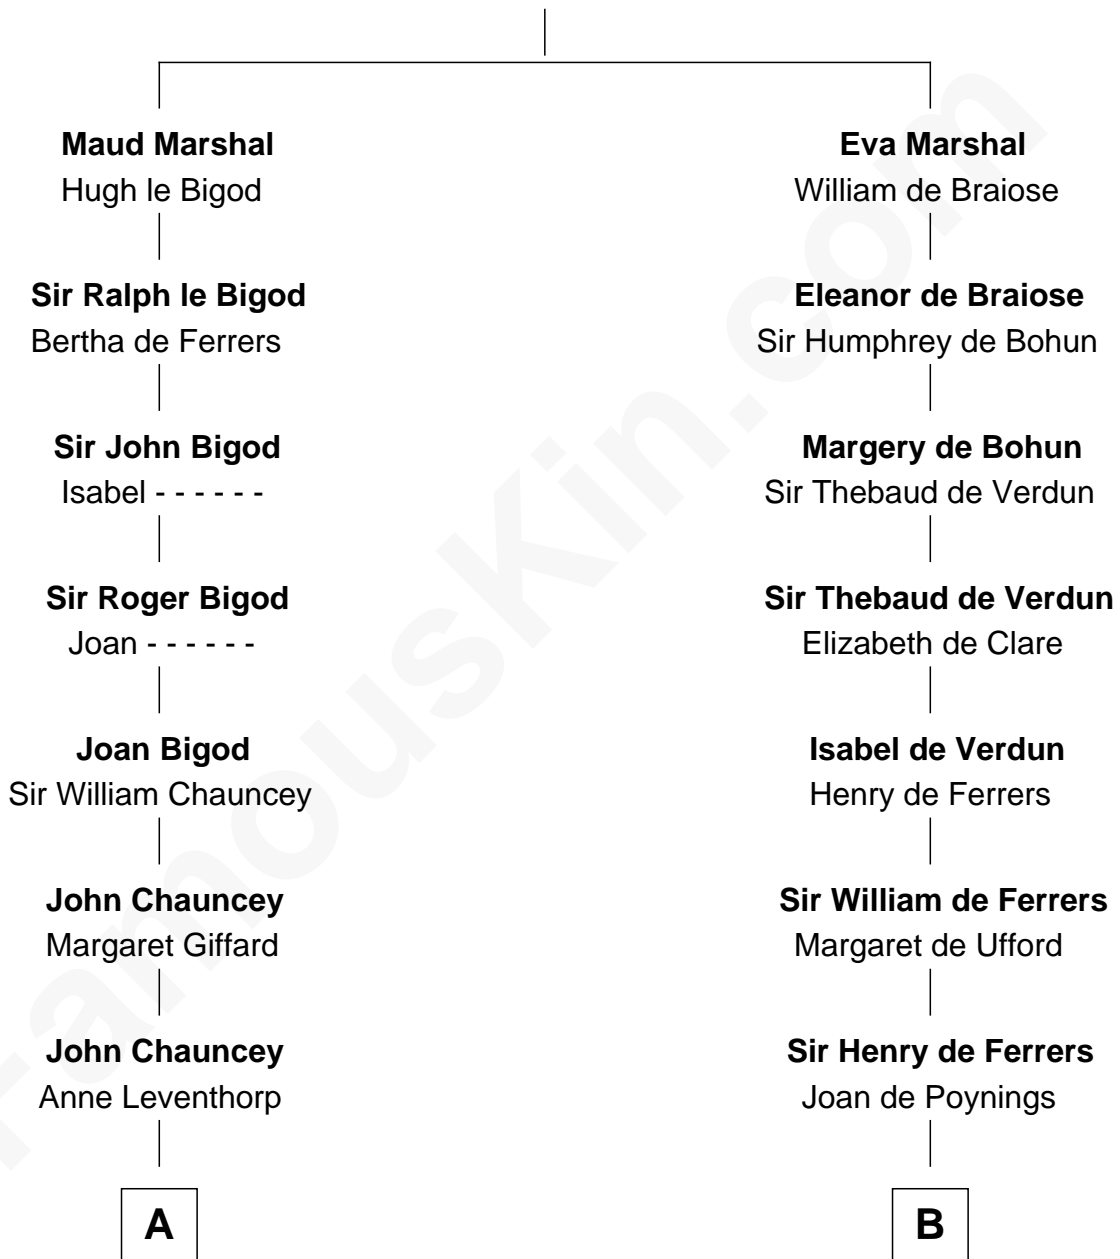 Maud Marshal
Hugh le Bigod
Eva Marshal
William de Braiose
Sir Ralph le Bigod
Bertha de Ferrers
Eleanor de Braiose
Sir Humphrey de Bohun
Sir John Bigod
Isabel - - - - - -
Margery de Bohun
Sir Thebaud de Verdun
Sir Roger Bigod
Joan - - - - - -
Sir Thebaud de Verdun
Elizabeth de Clare
Joan Bigod
Sir William Chauncey
Isabel de Verdun
Henry de Ferrers
John Chauncey
Margaret Giffard
Sir William de Ferrers
Margaret de Ufford
John Chauncey
Anne Leventhorp
Sir Henry de Ferrers
Joan de Poynings
A
B
FamousKin.com